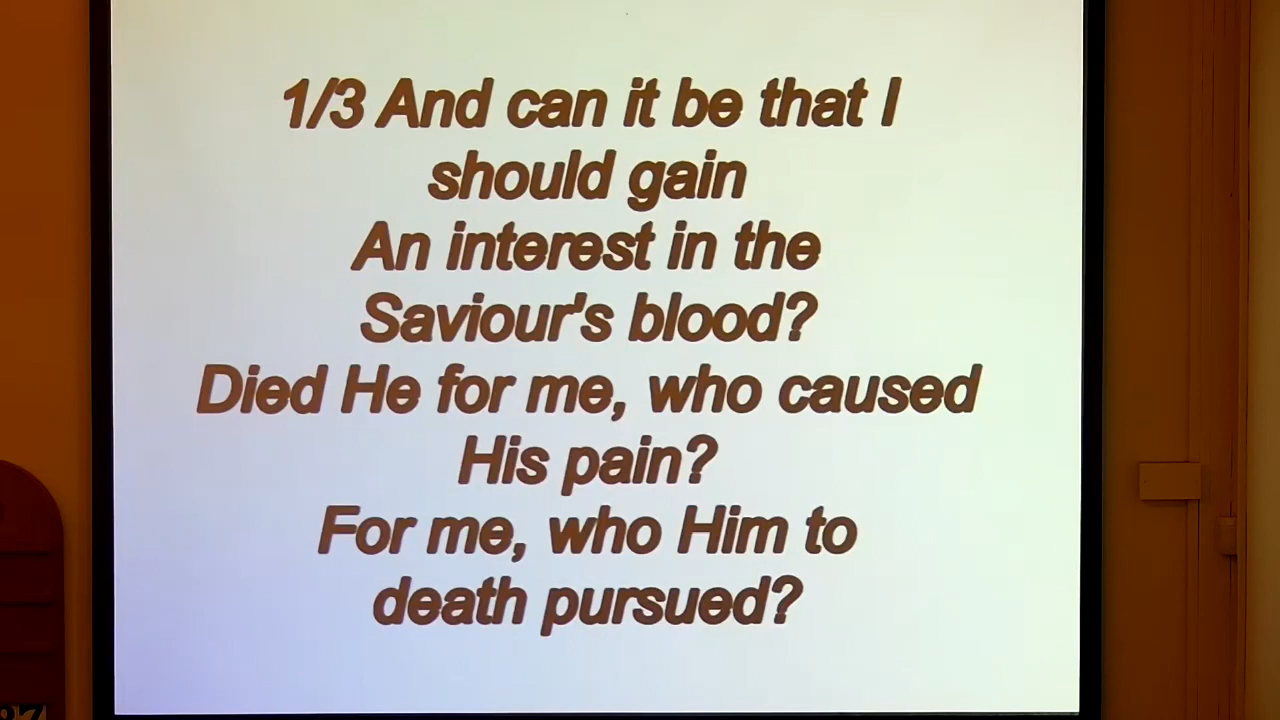 1/3 And can it be that I
should gain
An interest in the
Saviour's blood?
Died He for me, who caused
His pain?
For me, who Him to
death pursued?